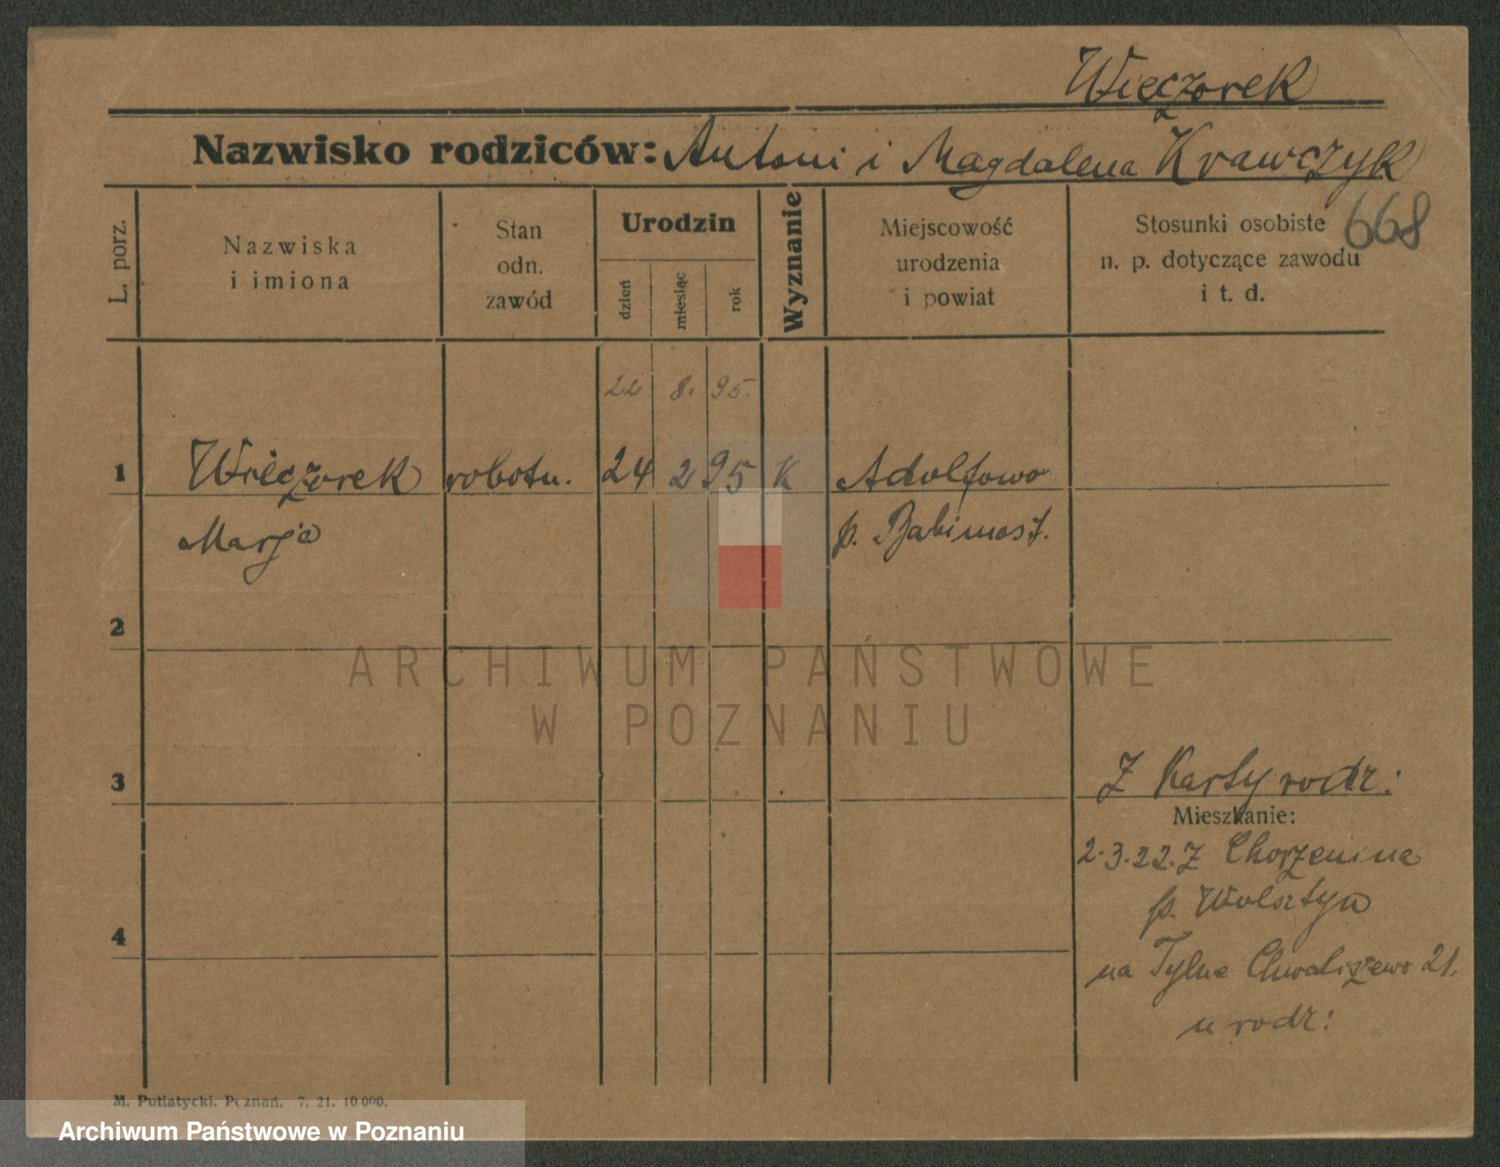 Wieczorek
Nazwisko rodziców: Antoni i Magdalena Krawczyk
668
L. porz.
Nazwiska
i imiona
Stan
odn.
zawód
Urodzin
dzień
miesiąc
rok
Wyznanie
Miejscowość
urodzenia
i powiat
Stosunki osobiste
n. p. dotyczące zawodu
i t. d.
22 8. 95.
1 Wieczorek robotn. 24 2 95 K Adolfowo
Marja p. Babimost.
2
ARCHIWUM PAŃSTWOWE
W POZNANIU
3 Z Karty rodz:
Mieszkanie:
2.3.22. Z Chorzemina
p. Wolsztyn
4
na Tylne Chwaliszewo 21.
u rodz:
M. Putiatycki. Poznań. 7. 21. 10 000.
Archiwum Państwowe w Poznaniu